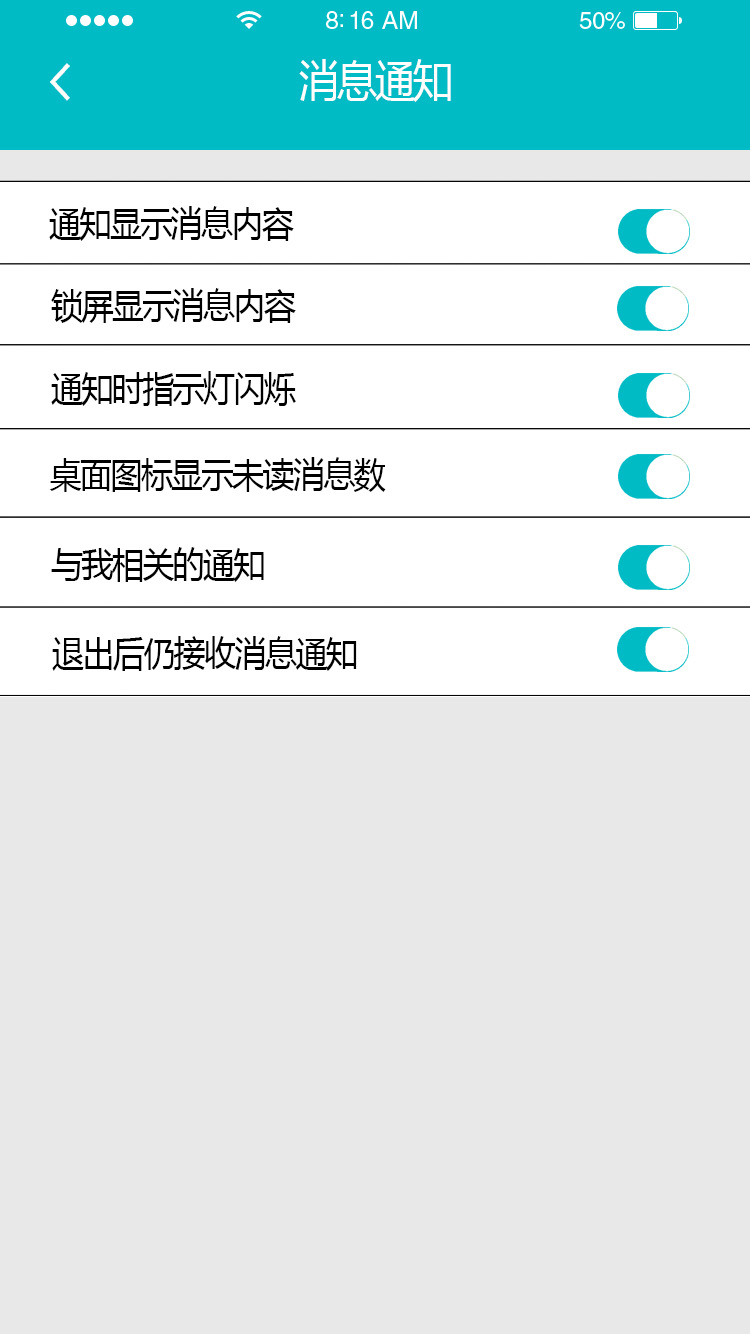 8:16 AM 50%
消息通知
通知显示消息内容
锁屏显示消息内容
通知时指示灯闪烁
桌面图标显示未读消息数
与我相关的通知
退出后仍接收消息通知